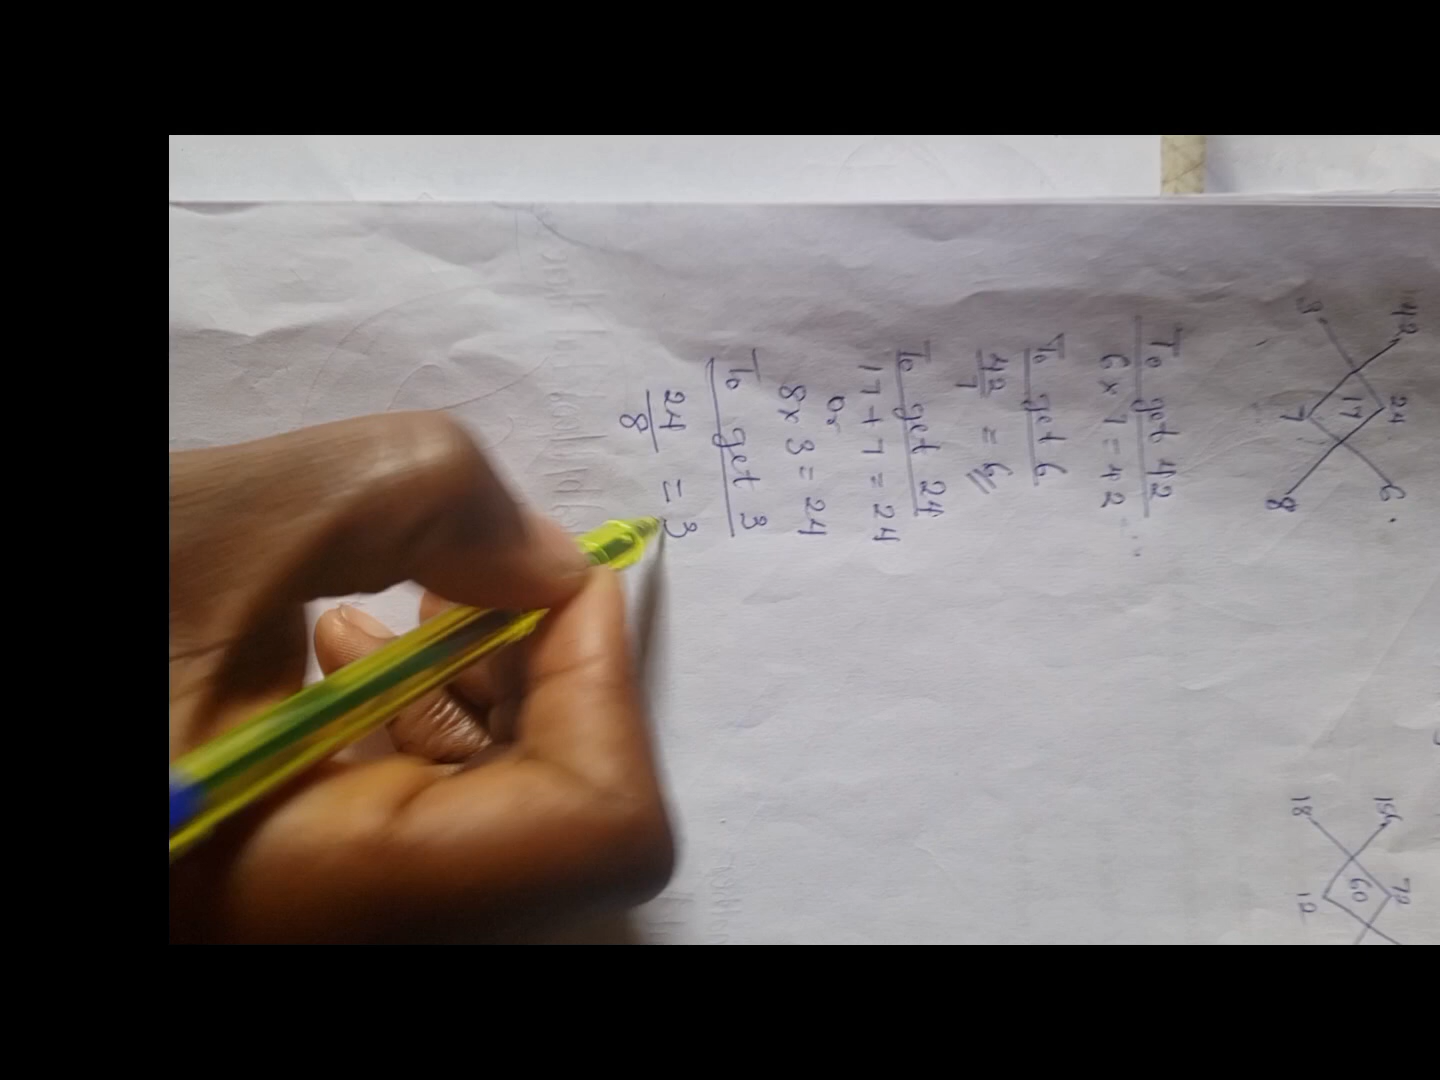 42 24 6
17
3 7 8
To get 42
6 x 7 = 42
To get 6
42/7 = 6//
To get 24
17 + 7 = 24
or
8 x 3 = 24
To get 3
24/8 = 3
15 72
60
18 12